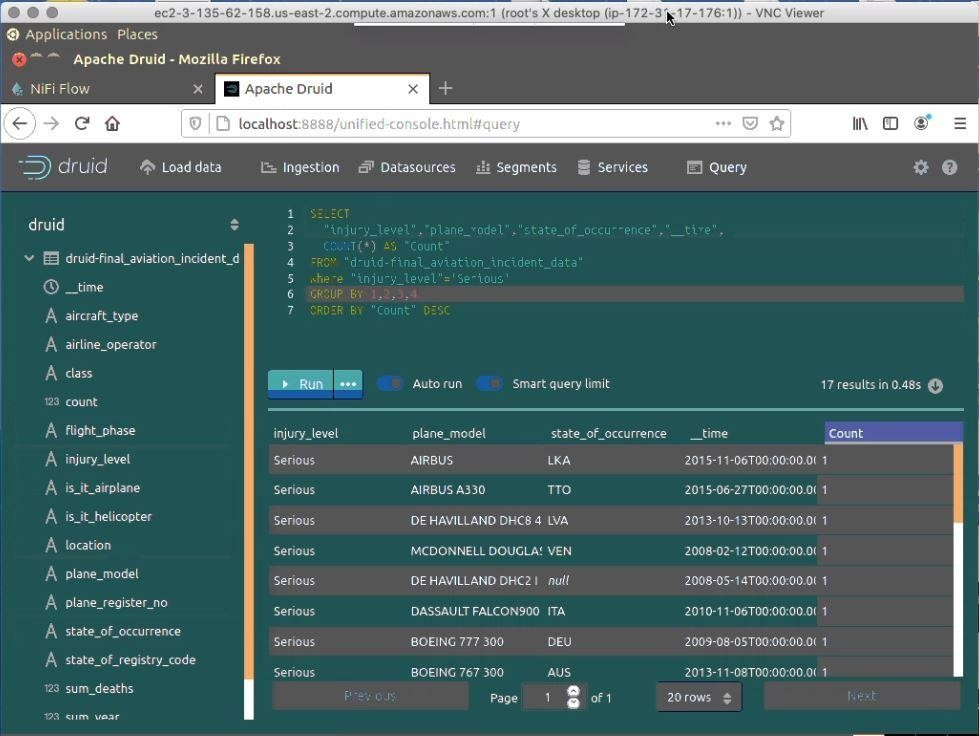 ec2-3-135-62-158.us-east-2.compute.amazonaws.com:1 (root's X desktop (ip-172-31-17-176:1)) - VNC Viewer
Applications Places
Apache Druid - Mozilla Firefox
NiFi Flow
Apache Druid
localhost:8888/unified-console.html#query
druid
Load data
Ingestion
Datasources
Segments
Services
Query
druid
druid-final_aviation_incident_d
__time
A aircraft_type
A airline_operator
A class
123 count
A flight_phase
A injury_level
A is_it_airplane
A is_it_helicopter
A location
A plane_model
A plane_register_no
A state_of_occurrence
A state_of_registry_code
123 sum_deaths
123 sum_year
1 SELECT
2 "injury_level","plane_model","state_of_occurrence","__time",
3 COUNT(*) AS "Count"
4 FROM "druid-final_aviation_incident_data"
5 where "injury_level"='Serious'
6 GROUP BY 1,2,3,4
7 ORDER BY "Count" DESC
Run ••• Auto run Smart query limit 17 results in 0.48s
injury_level plane_model state_of_occurrence __time Count
Serious AIRBUS LKA 2015-11-06T00:00:00.0( 1
Serious AIRBUS A330 TTO 2015-06-27T00:00:00.0( 1
Serious DE HAVILLAND DHC8 4 LVA 2013-10-13T00:00:00.0( 1
Serious MCDONNELL DOUGLAS VEN 2008-02-12T00:00:00.0( 1
Serious DE HAVILLAND DHC2 I null 2008-05-14T00:00:00.0( 1
Serious DASSAULT FALCON900 ITA 2010-11-06T00:00:00.0( 1
Serious BOEING 777 300 DEU 2009-08-05T00:00:00.0( 1
Serious BOEING 767 300 AUS 2013-11-08T00:00:00.0( 1
Previous Page 1 of 1 20 rows Next